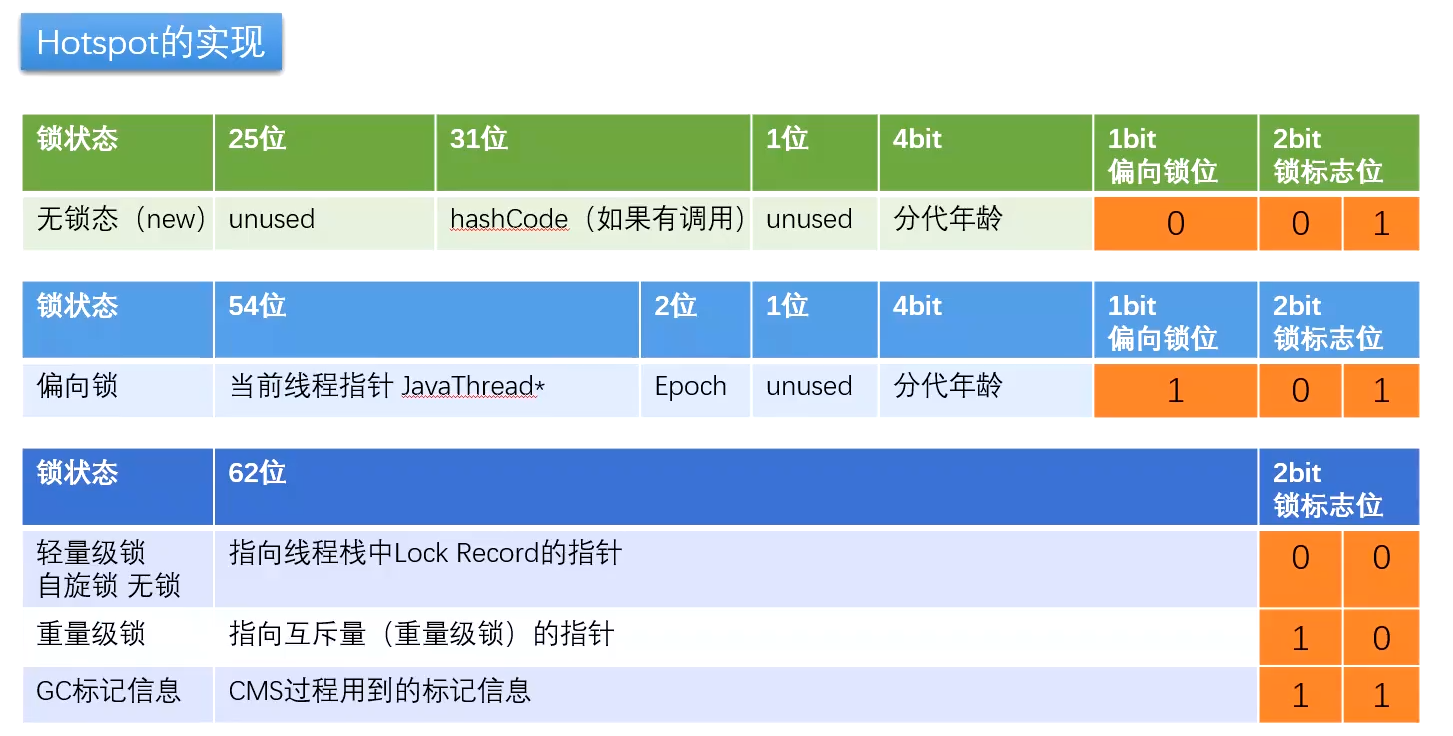 Hotspot的实现
锁状态 25位 31位 1位 4bit 1bit 2bit
偏向锁位 锁标志位
无锁态（new） unused hashCode（如果有调用） unused 分代年龄 0 0 1
锁状态 54位 2位 1位 4bit 1bit 2bit
偏向锁位 锁标志位
偏向锁 当前线程指针 JavaThread* Epoch unused 分代年龄 1 0 1
锁状态 62位 2bit
锁标志位
轻量级锁 指向线程栈中Lock Record的指针 0 0
自旋锁 无锁
重量级锁 指向互斥量（重量级锁）的指针 1 0
GC标记信息 CMS过程用到的标记信息 1 1